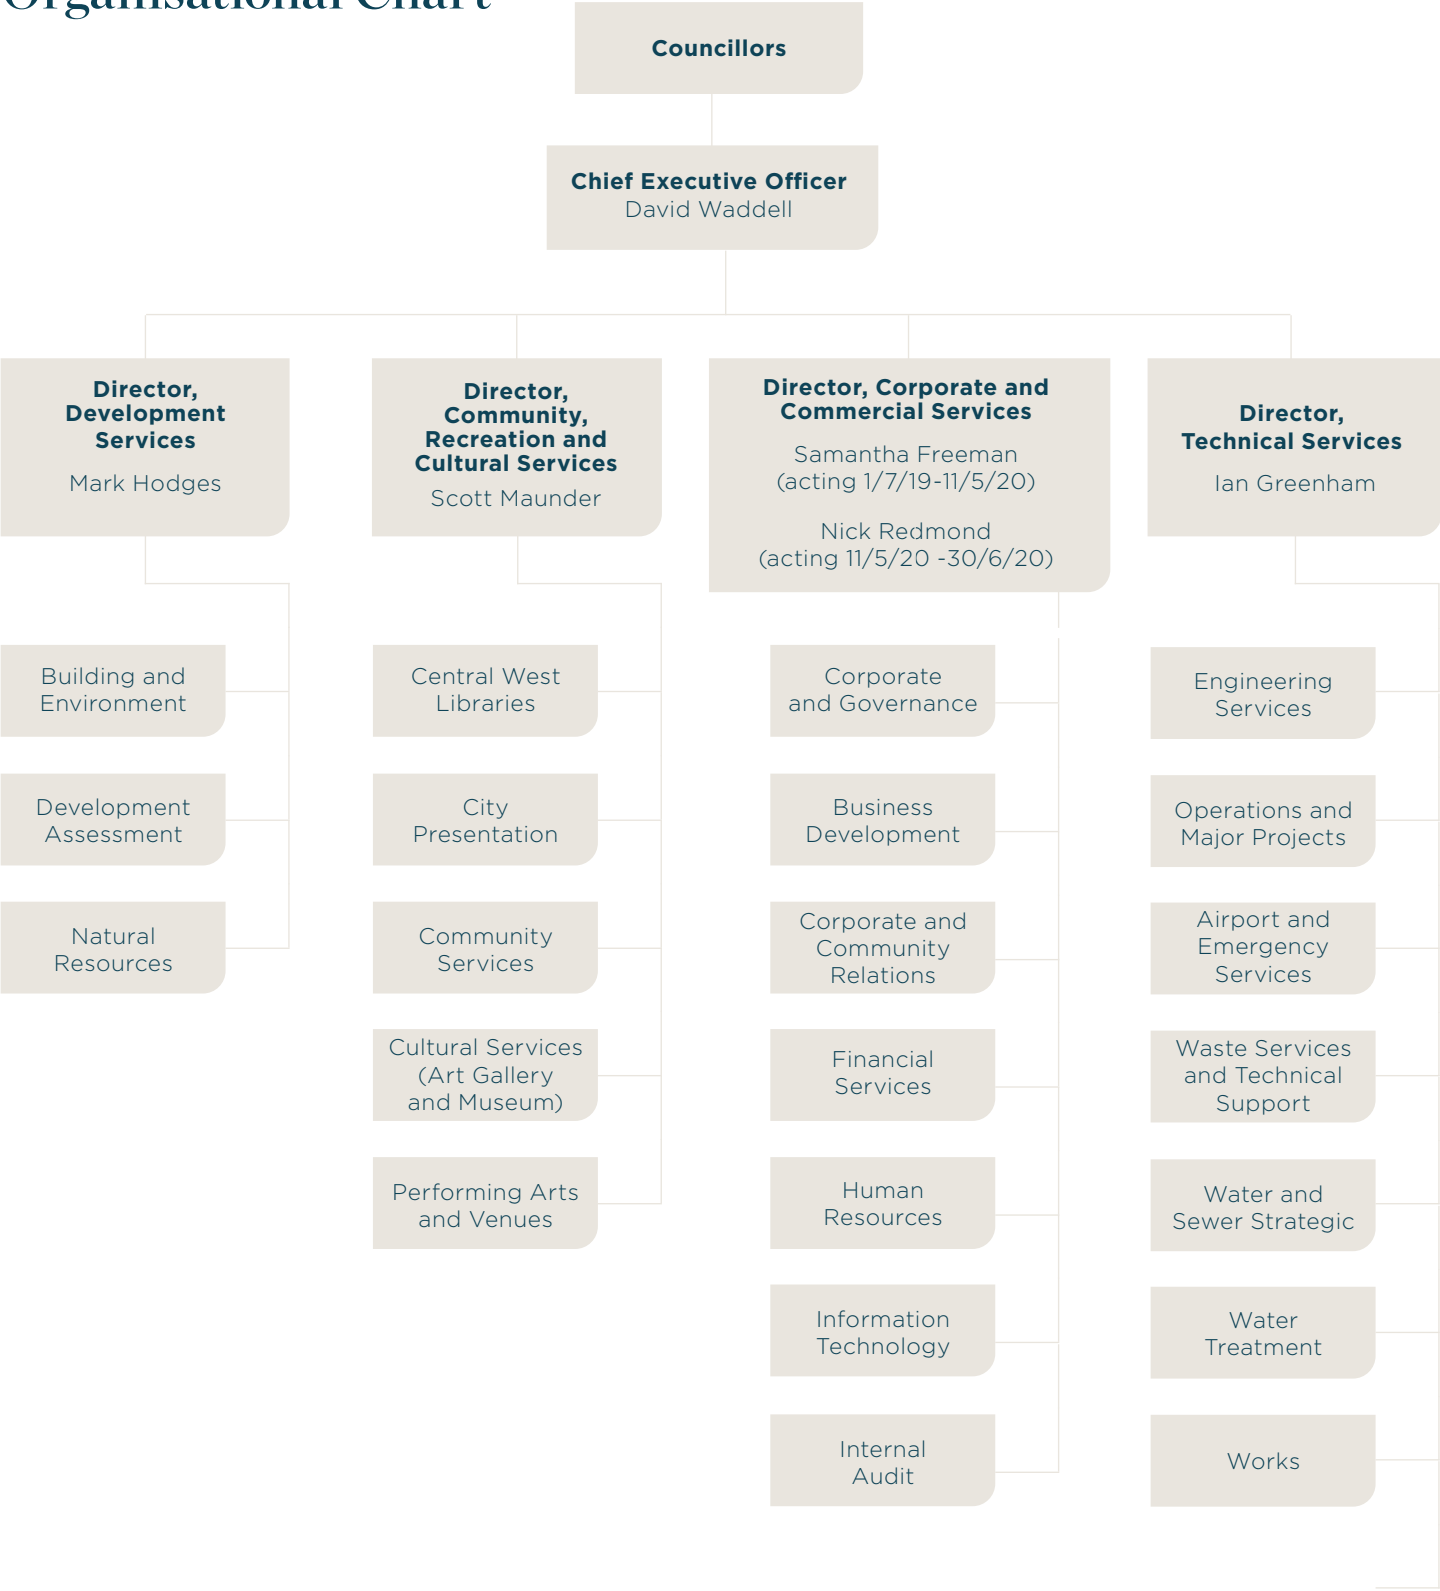 Organisational Chart
Councillors
Chief Executive Officer
David Waddell
Director,
Development
Services
Mark Hodges
Director,
Community,
Recreation and
Cultural Services
Scott Maunder
Director, Corporate and
Commercial Services
Samantha Freeman
(acting 1/7/19-11/5/20)
Nick Redmond
(acting 11/5/20 -30/6/20)
Director,
Technical Services
Ian Greenham
Building and
Environment
Development
Assessment
Natural
Resources
Central West
Libraries
City
Presentation
Community
Services
Cultural Services
(Art Gallery
and Museum)
Performing Arts
and Venues
Corporate
and Governance
Business
Development
Corporate and
Community
Relations
Financial
Services
Human
Resources
Information
Technology
Internal
Audit
Engineering
Services
Operations and
Major Projects
Airport and
Emergency
Services
Waste Services
and Technical
Support
Water and
Sewer Strategic
Water
Treatment
Works